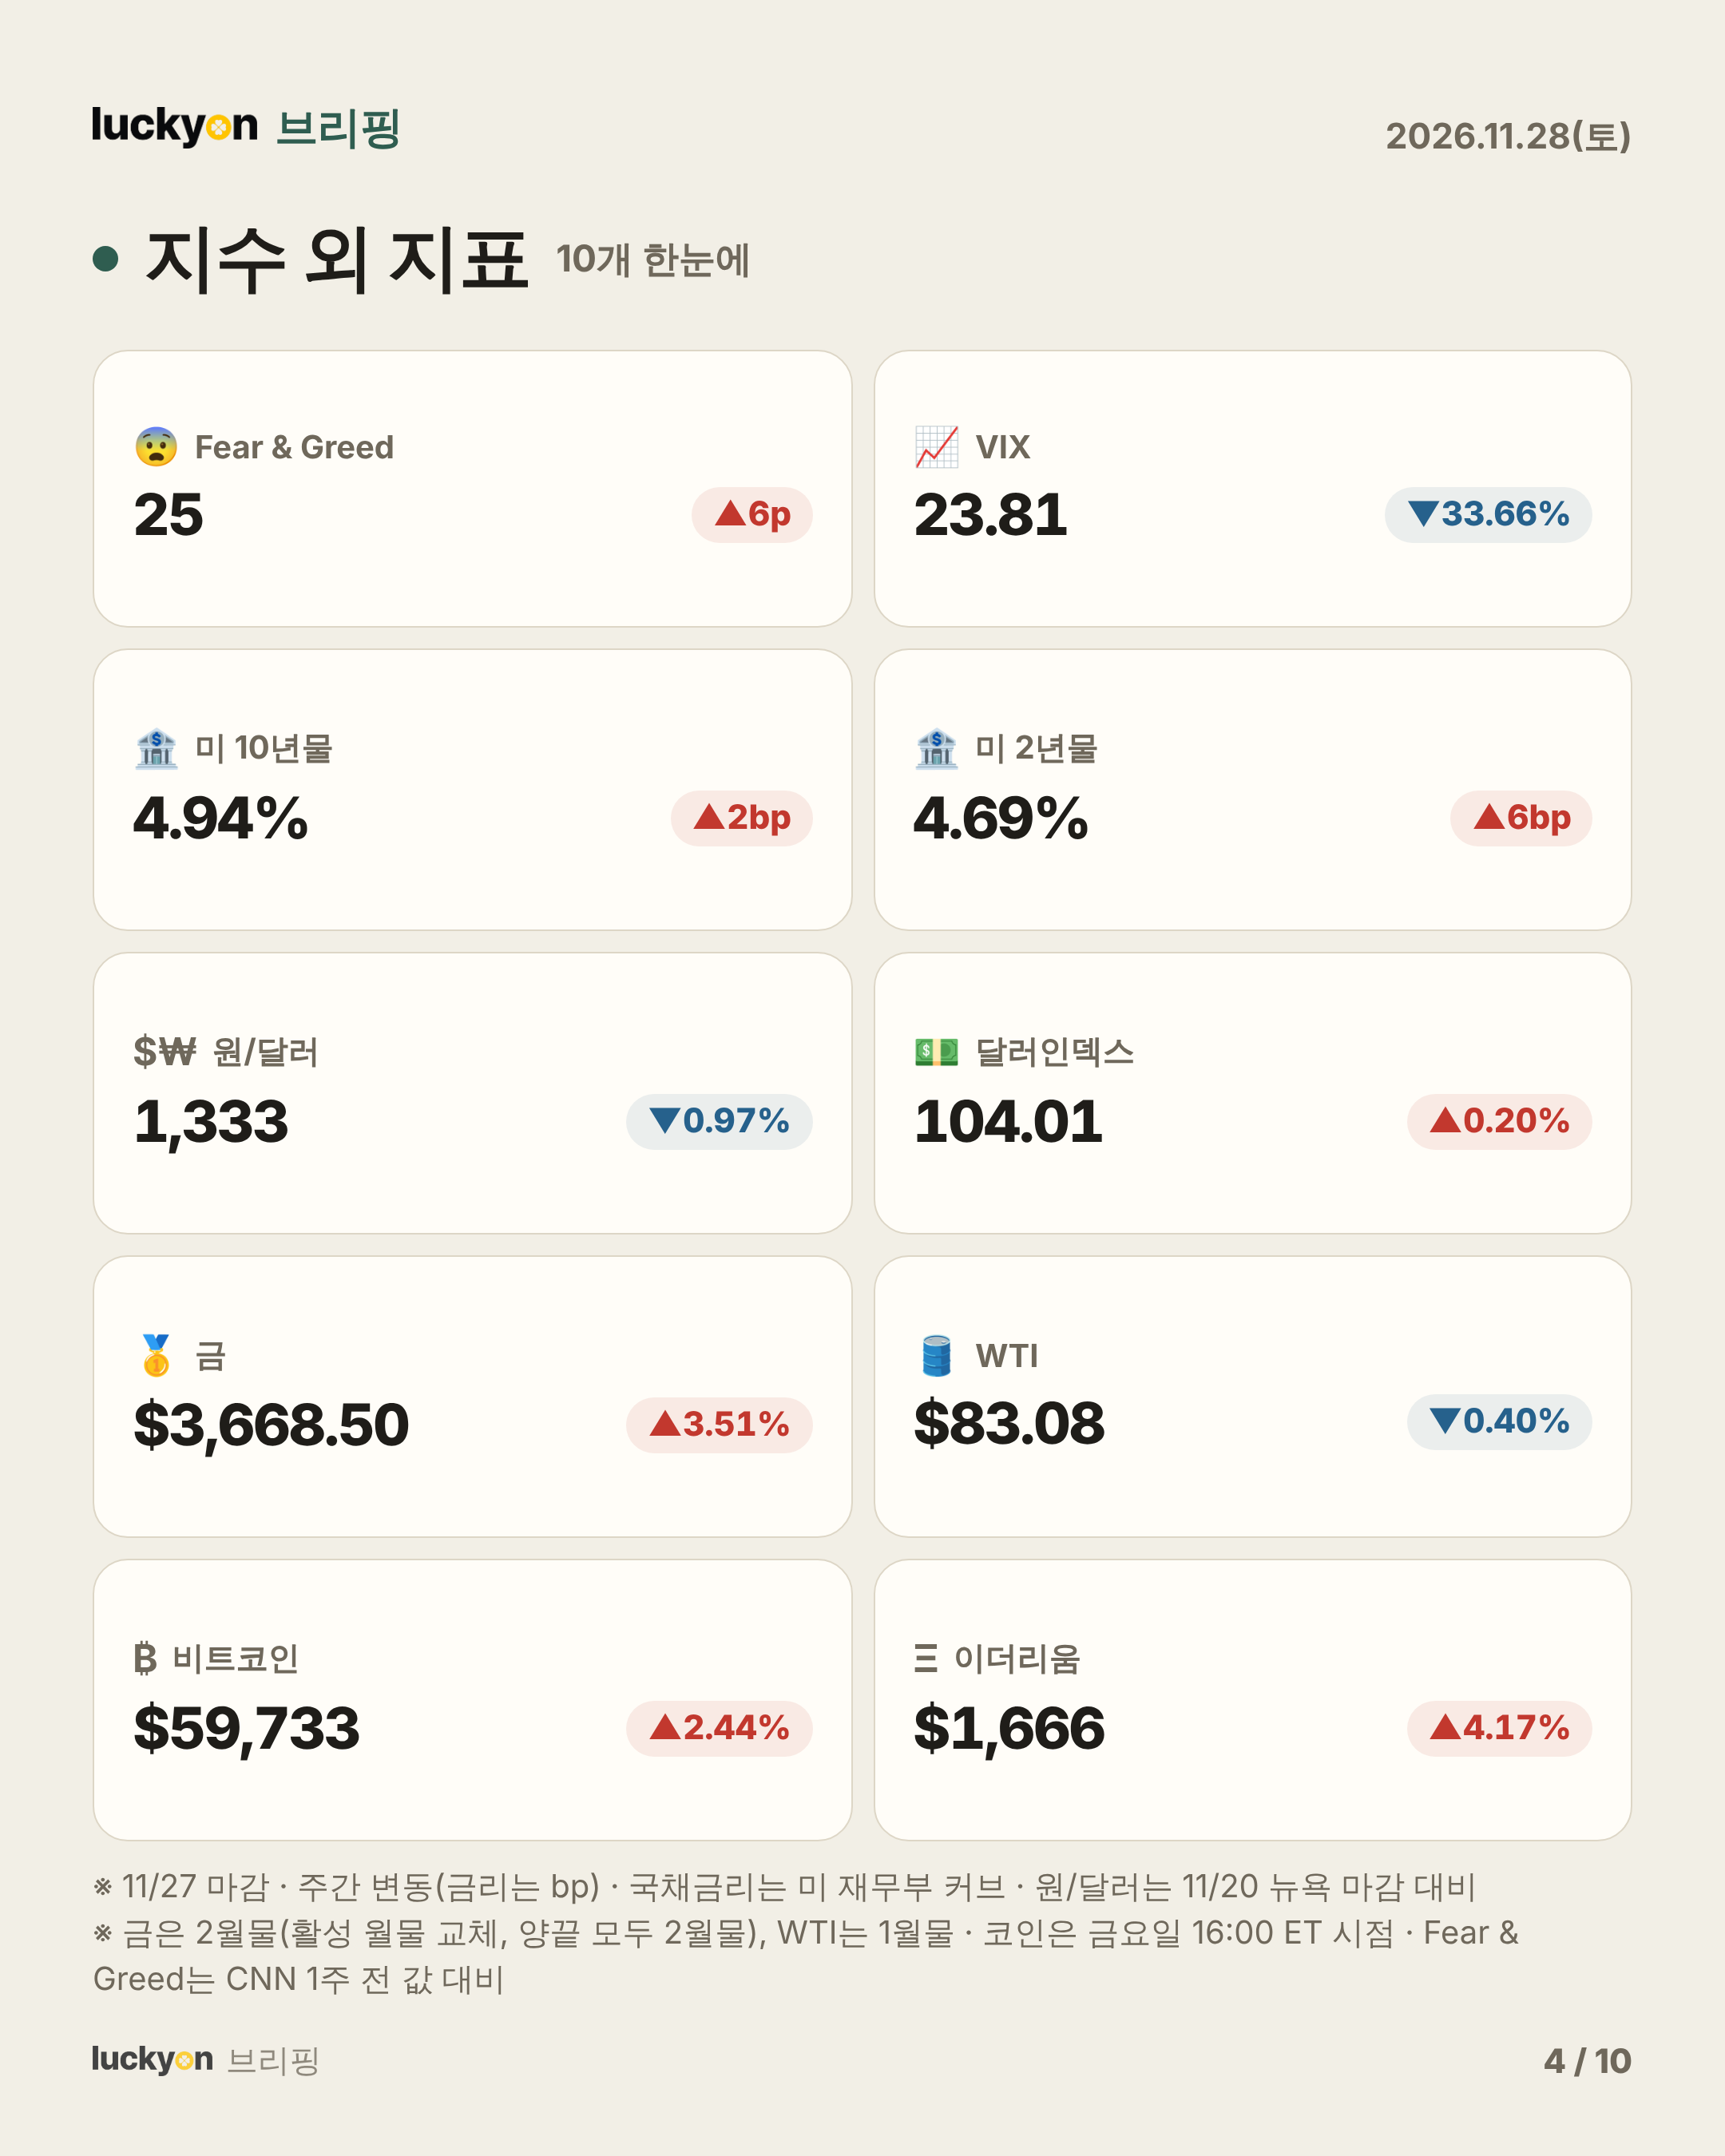 luckyon 브리핑
2026.11.28(토)
지수 외 지표 10개 한눈에
Fear & Greed
25
▲6p
VIX
23.81
▼33.66%
미 10년물
4.94%
▲2bp
미 2년물
4.69%
▲6bp
$₩ 원/달러
1,333
▼0.97%
달러인덱스
104.01
▲0.20%
금
$3,668.50
▲3.51%
WTI
$83.08
▼0.40%
₿ 비트코인
$59,733
▲2.44%
Ξ 이더리움
$1,666
▲4.17%
※ 11/27 마감 · 주간 변동(금리는 bp) · 국채금리는 미 재무부 커브 · 원/달러는 11/20 뉴욕 마감 대비
※ 금은 2월물(활성 월물 교체, 양끝 모두 2월물), WTI는 1월물 · 코인은 금요일 16:00 ET 시점 · Fear &
Greed는 CNN 1주 전 값 대비
luckyon 브리핑
4 / 10